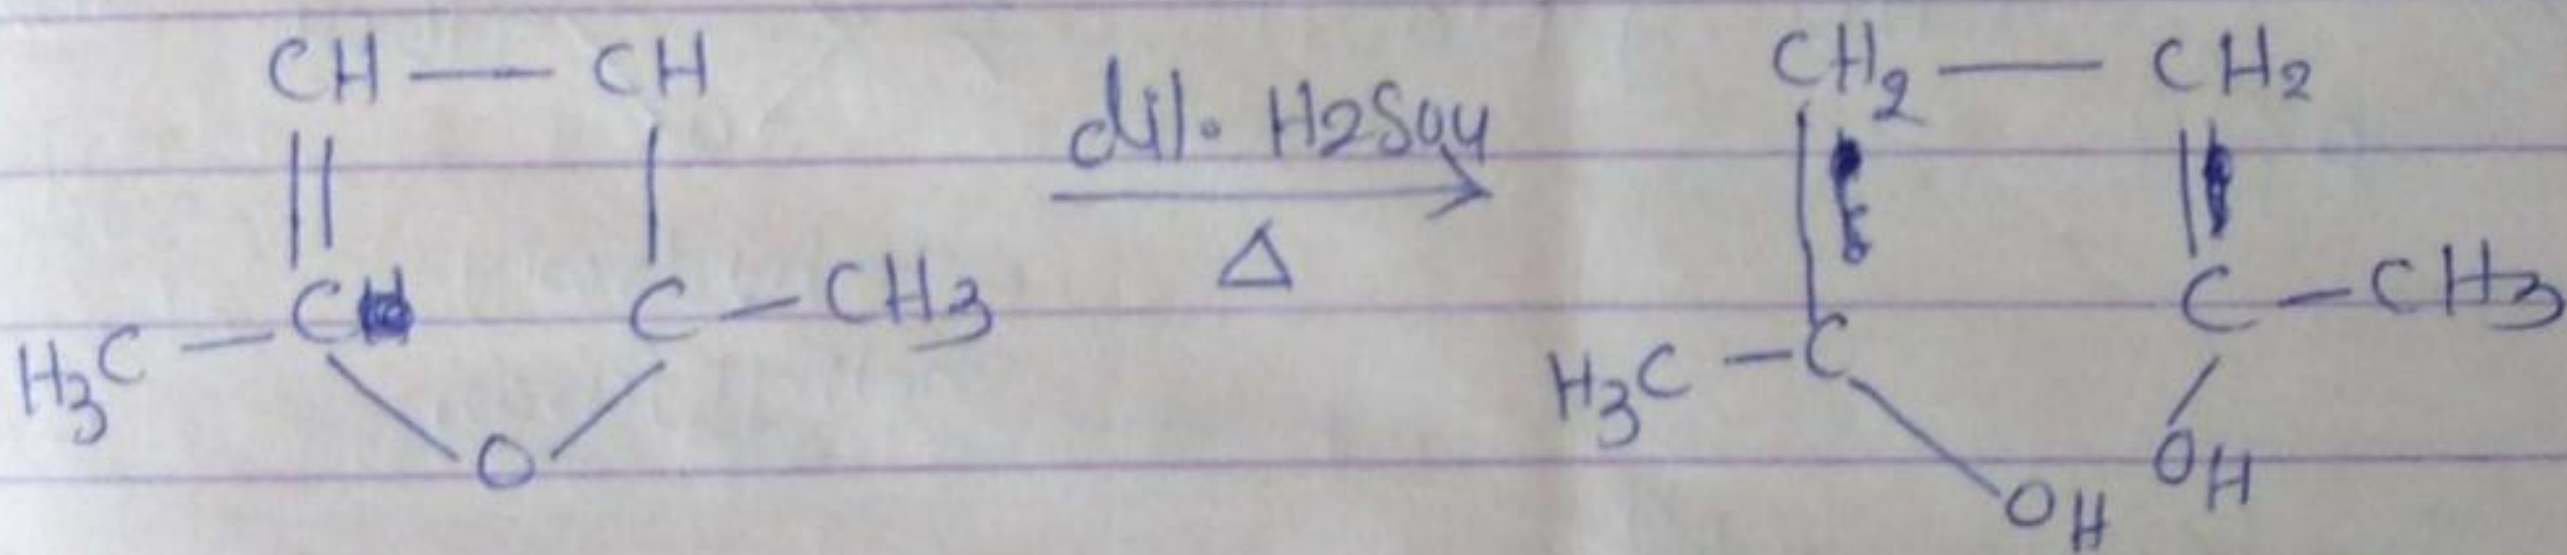 CH — CH
dil. H2SO4
CH2 — CH2
Δ
H3C — C
C — CH3
H3C — C
C — CH3
O
OH
OH